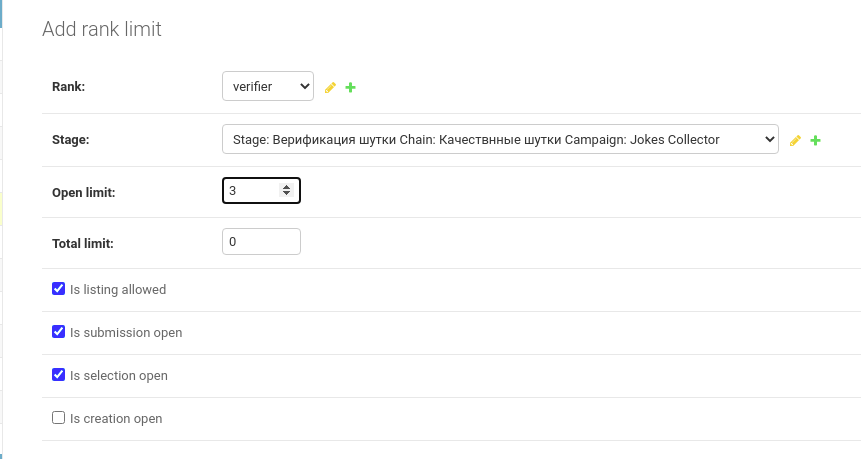 Add rank limit
Rank: verifier
Stage: Stage: Верификация шутки Chain: Качествнные шутки Campaign: Jokes Collector
Open limit: 3
Total limit: 0
Is listing allowed
Is submission open
Is selection open
Is creation open